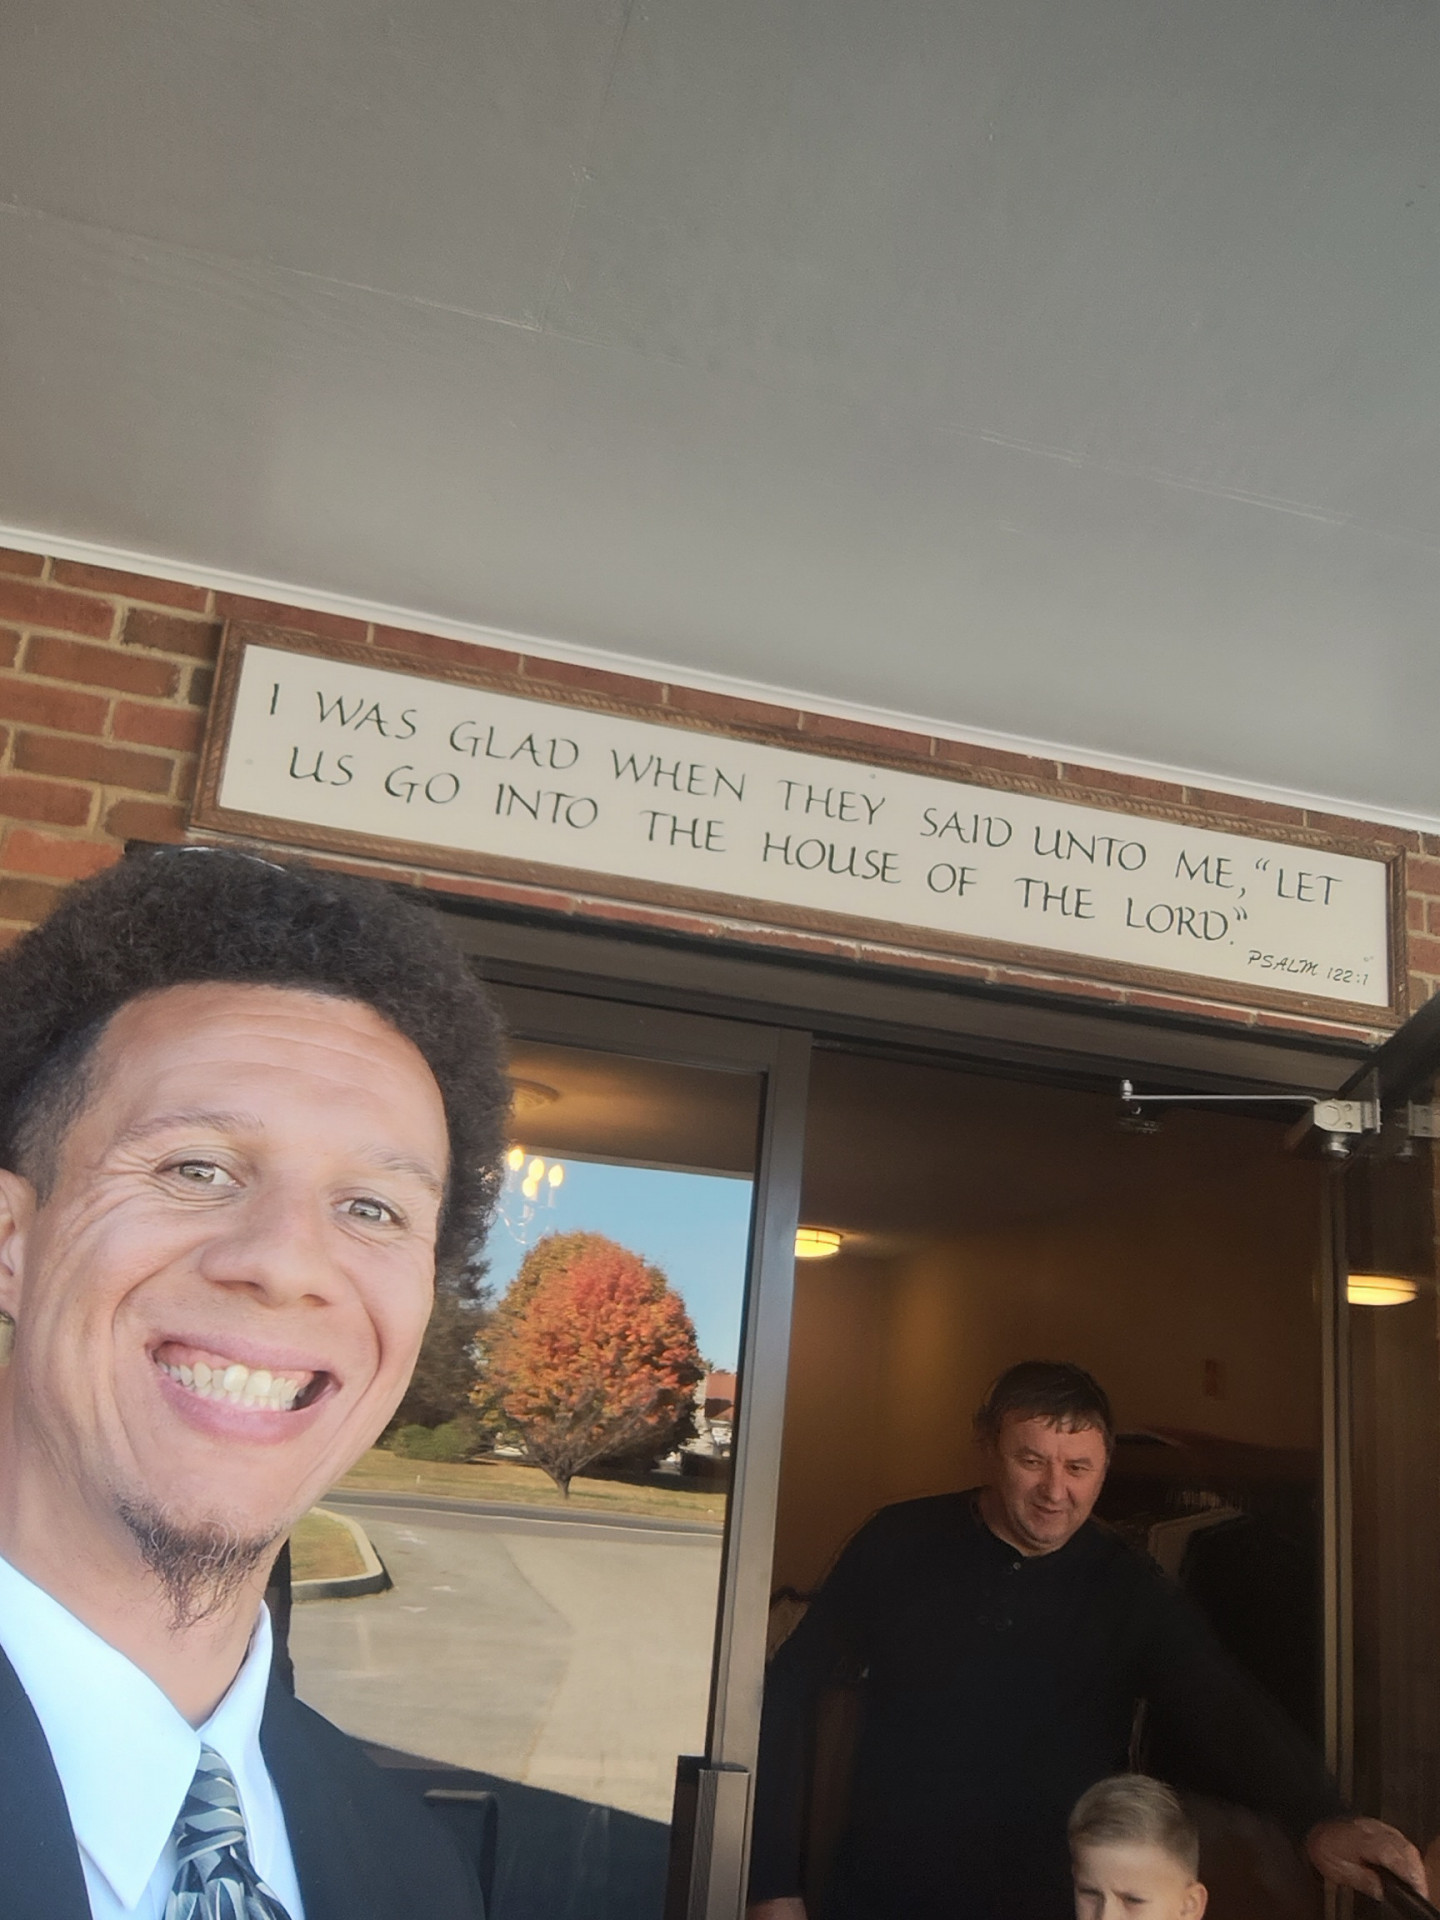 I WAS GLAD WHEN THEY SAID UNTO ME, “LET
US GO INTO THE HOUSE OF THE LORD.”
PSALM 122:1